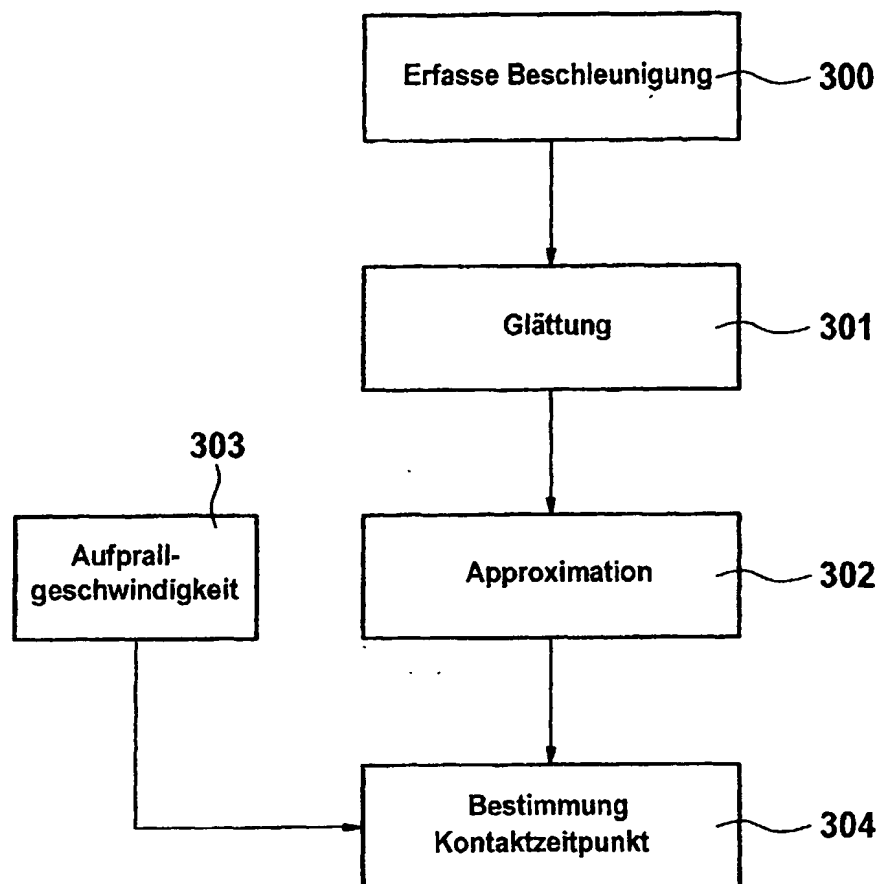 Erfasse Beschleunigung
300
Glättung
301
303
Aufprall-
geschwindigkeit
Approximation
302
Bestimmung
Kontaktzeitpunkt
304